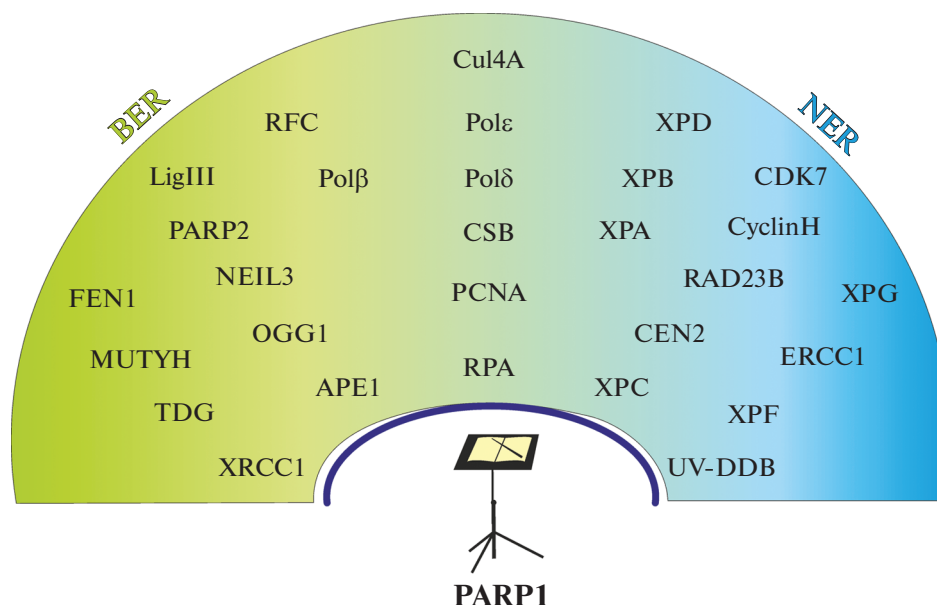 Cul4A
BER
NER
RFC
Polε
XPD
LigIII
Polβ
Polδ
XPB
CDK7
PARP2
CSB
XPA
CyclinH
NEIL3
RAD23B
FEN1
PCNA
XPG
OGG1
CEN2
MUTYH
ERCC1
RPA
APE1
XPC
TDG
XPF
XRCC1
UV-DDB
PARP1